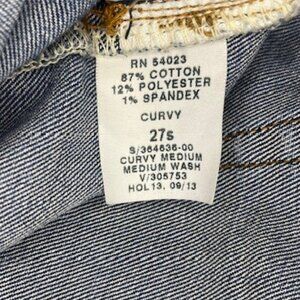 RN 54023
87% COTTON
12% POLYESTER
1% SPANDEX
CURVY
27s
S/364636-00
CURVY MEDIUM
MEDIUM WASH
V/305753
HOL13, 09/13